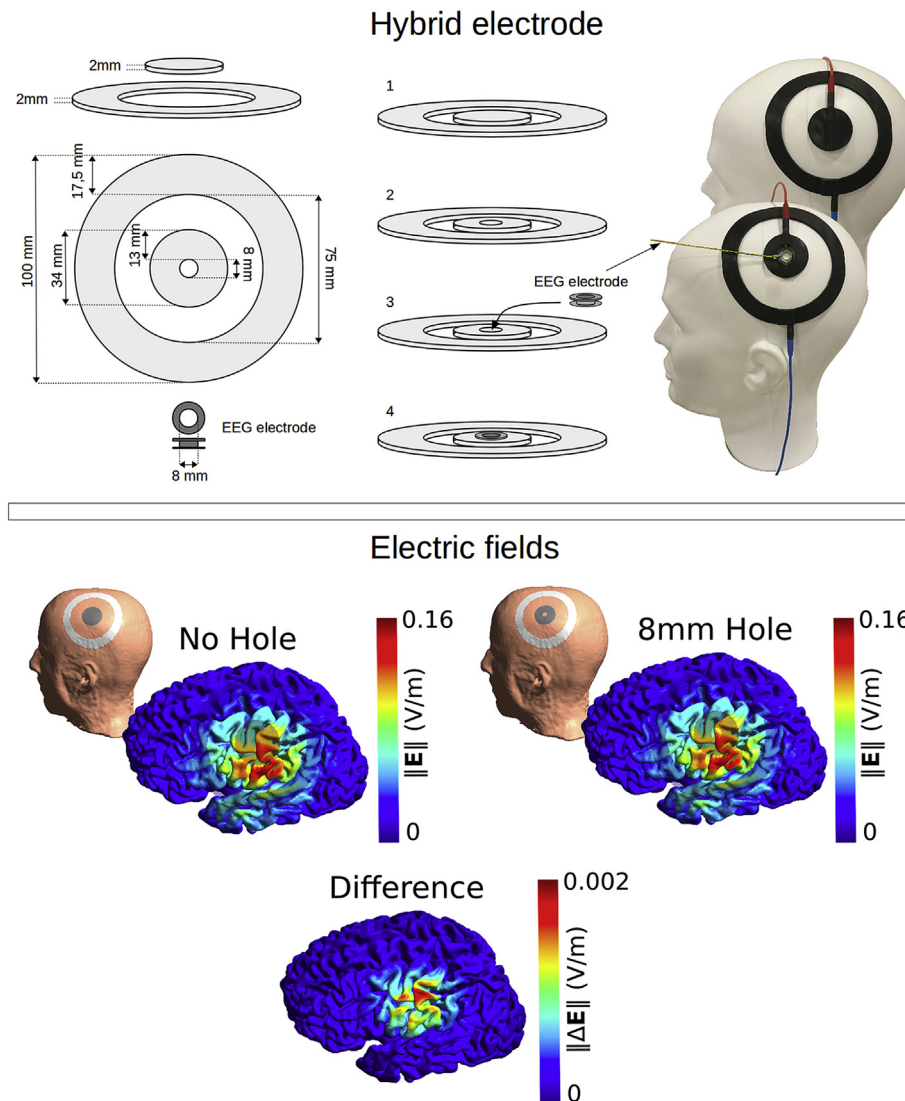 Hybrid electrode
2mm
2mm
17,5 mm
100 mm
34 mm
13 mm
8 mm
75 mm
EEG electrode
8 mm
1
2
EEG electrode
3
4
Electric fields
No Hole
0.16
‖E‖ (V/m)
0
8mm Hole
0.16
‖E‖ (V/m)
0
Difference
0.002
‖ΔE‖ (V/m)
0